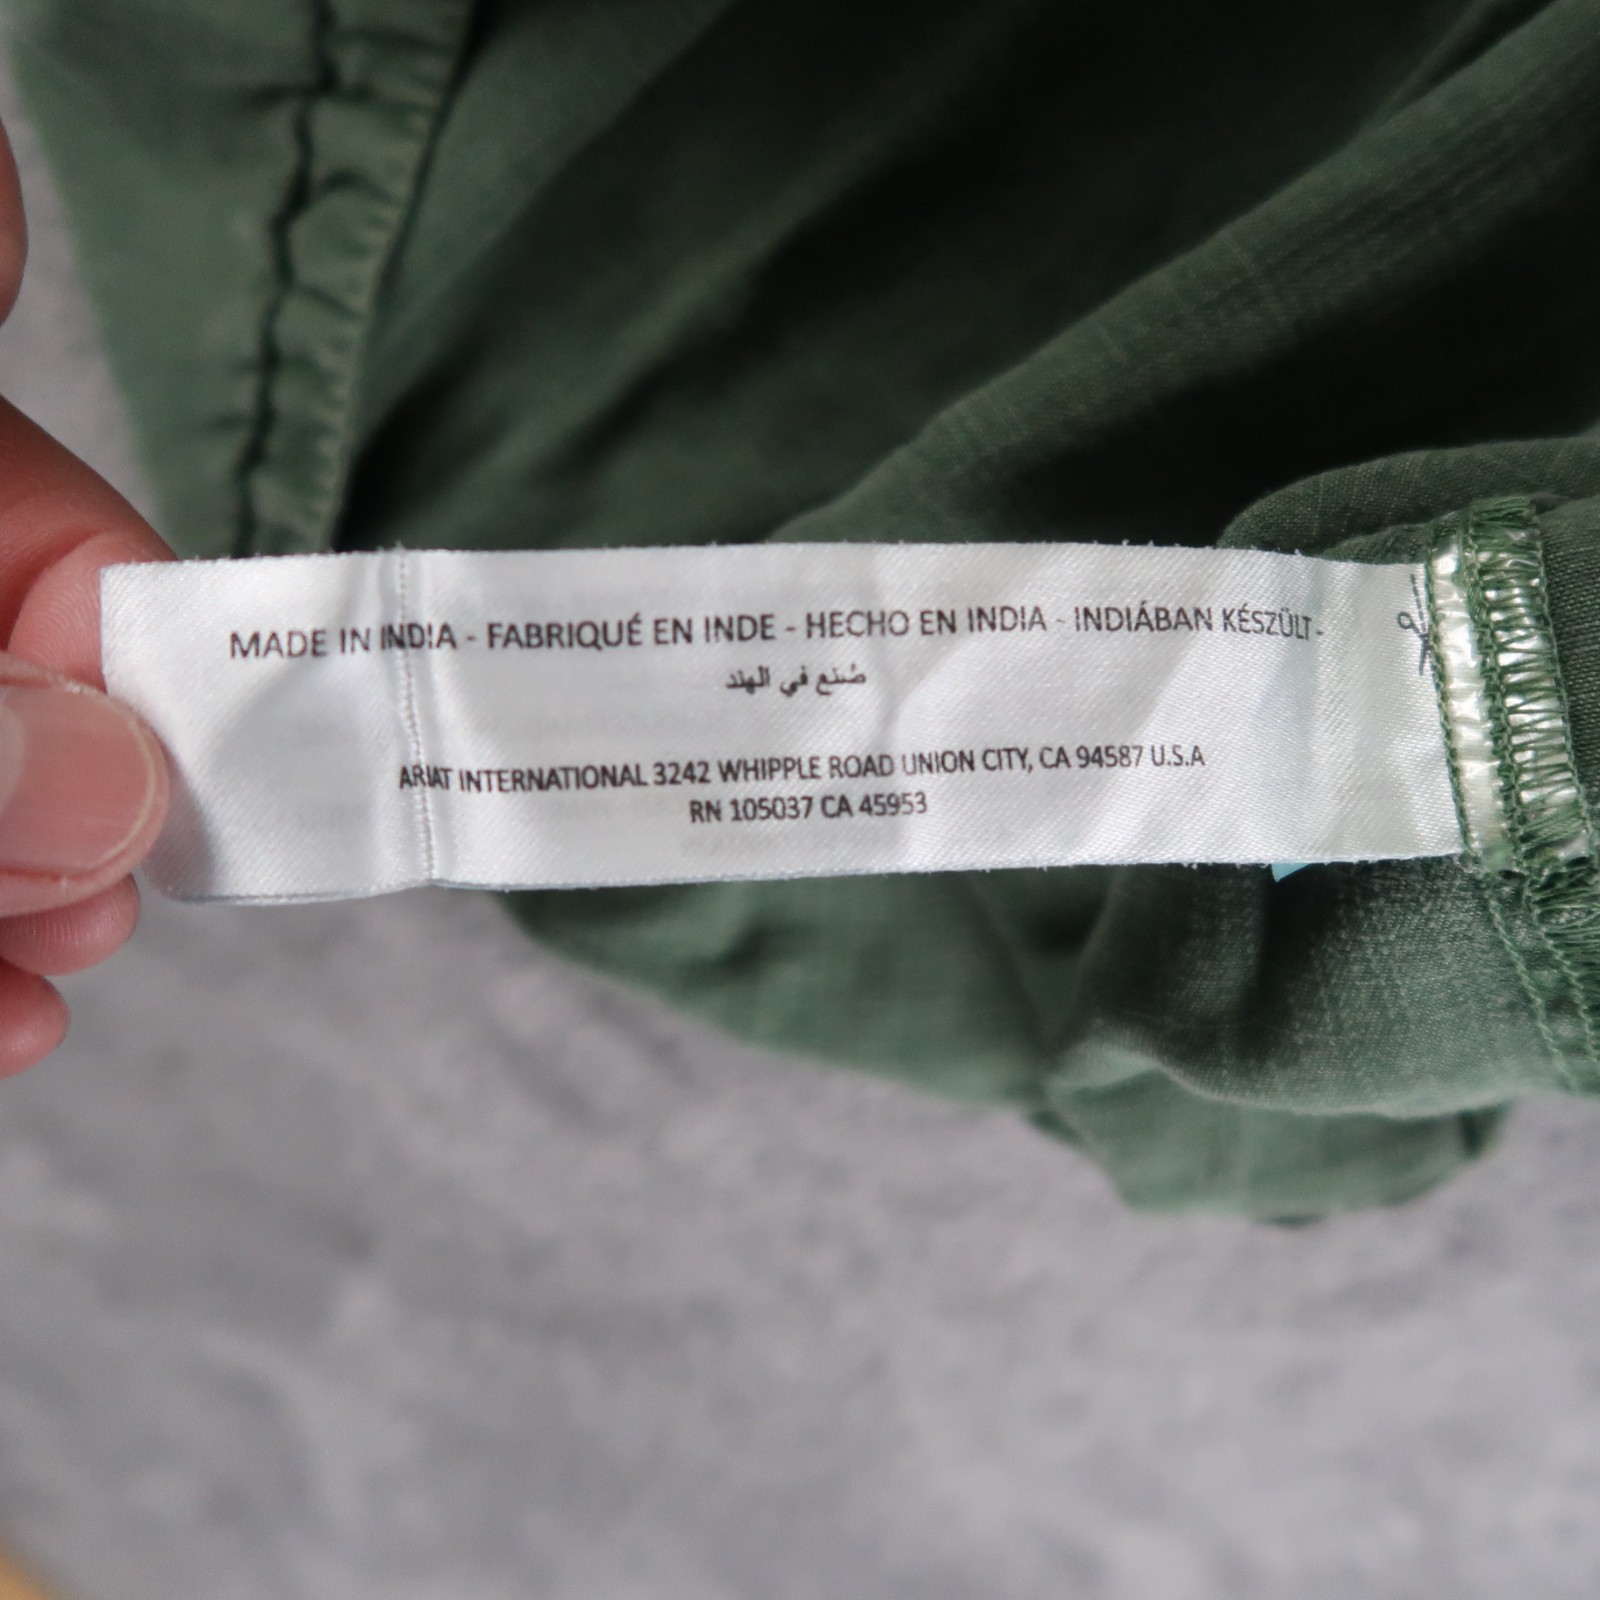 MADE IN INDIA - FABRIQUÉ EN INDE - HECHO EN INDIA - INDIÁBAN KÉSZÜLT -
صُنع في الهند
ARIAT INTERNATIONAL 3242 WHIPPLE ROAD UNION CITY, CA 94587 U.S.A
RN 105037 CA 45953